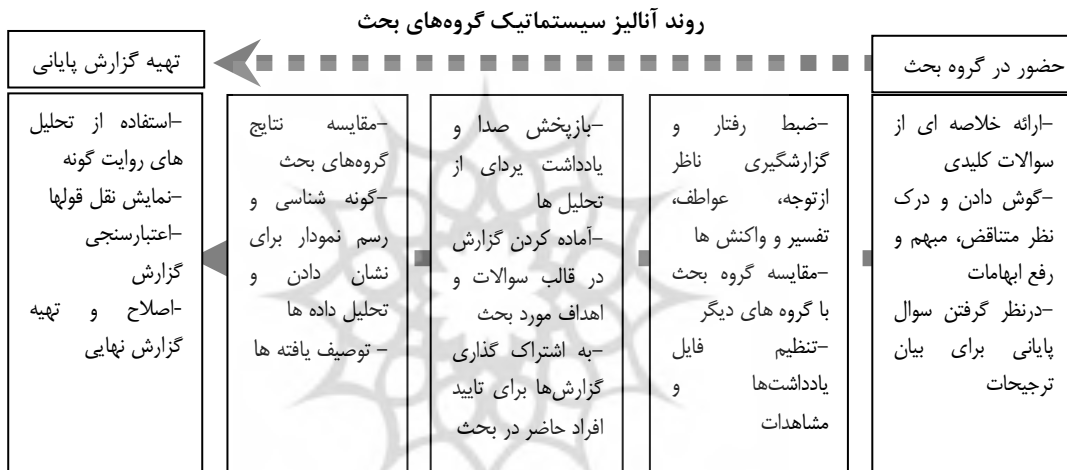 روند آنالیز سیستماتیک گروه‌های بحث
حضور در گروه بحث
تهیه گزارش پایانی
-ارائه خلاصه ای از
سوالات کلیدی
-گوش دادن و درک
نظر متناقض، مبهم و
رفع ابهامات
-درنظر گرفتن سوال
پایانی برای بیان
ترجیحات
-ضبط رفتار و
گزارشگیری ناظر
ازتوجه، عواطف،
تفسیر و واکنش ها
-مقایسه گروه بحث
با گروه های دیگر
-تنظیم فایل
یادداشت‌ها و
مشاهدات
-بازپخش صدا و
یادداشت یردای از
تحلیل ها
-آماده کردن گزارش
در قالب سوالات و
اهداف مورد بحث
-به اشتراک گذاری
گزارش‌ها برای تایید
افراد حاضر در بحث
-مقایسه نتایج
گروه‌های بحث
-گونه شناسی و
رسم نمودار برای
نشان دادن و
تحلیل داده ها
- توصیف یافته ها
-استفاده از تحلیل
های روایت گونه
-نمایش نقل قولها
-اعتبارسنجی
گزارش
-اصلاح و تهیه
گزارش نهایی